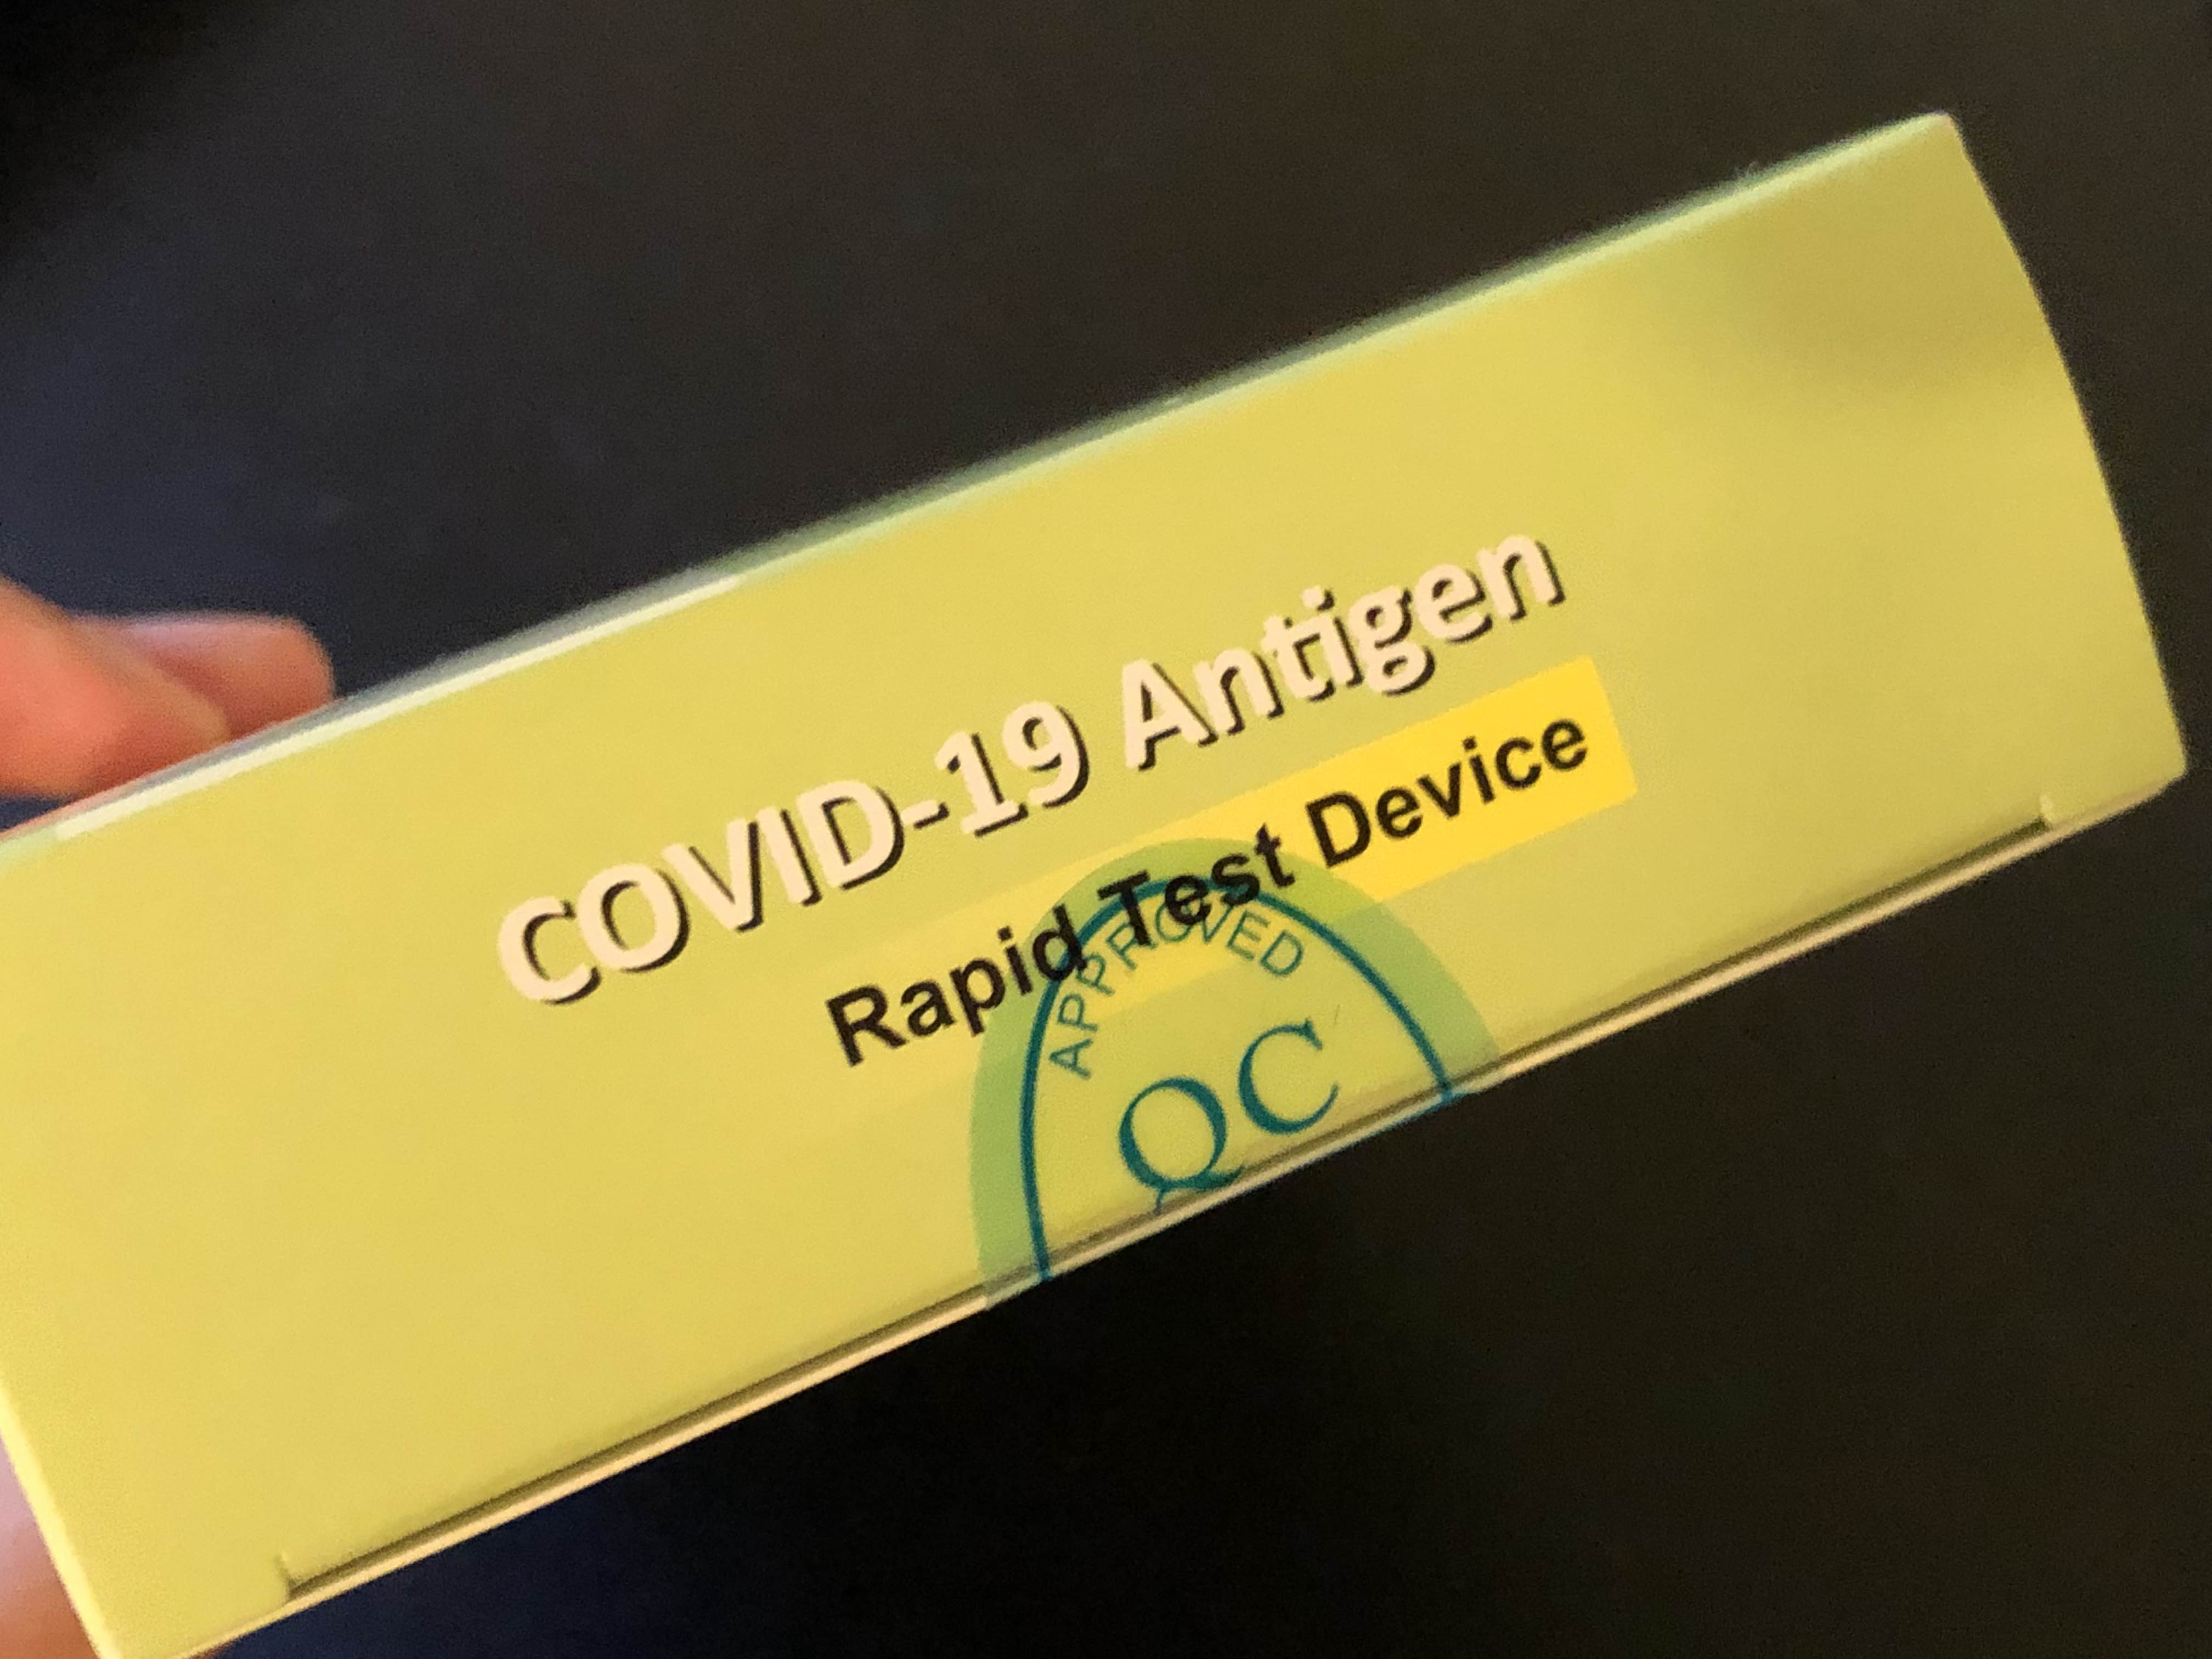 COVID-19 Antigen
Rapid Test Device
APPROVED
QC